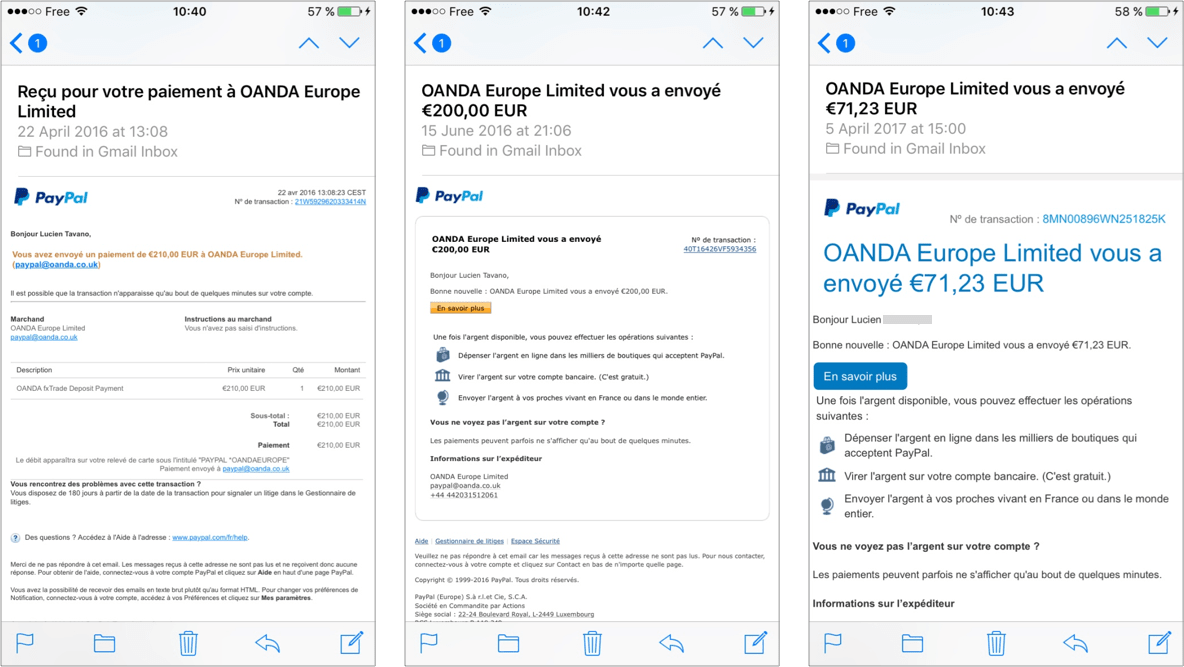 Free
10:40
57 %
1
Reçu pour votre paiement à OANDA Europe
Limited
22 April 2016 at 13:08
Found in Gmail Inbox
PayPal
22 avr 2016 13:08:23 CEST
Nº de transaction : 21W5929620333414N
Bonjour Lucien Tavano,
Vous avez envoyé un paiement de €210,00 EUR à OANDA Europe Limited.
(paypal@oanda.co.uk)
Il est possible que la transaction n'apparaisse qu'au bout de quelques minutes sur votre compte.
Marchand
OANDA Europe Limited
paypal@oanda.co.uk
Instructions au marchand
Vous n'avez pas saisi d'instructions.
Description Prix unitaire Qté Montant
OANDA fxTrade Deposit Payment €210,00 EUR 1 €210,00 EUR
Sous-total : €210,00 EUR
Total €210,00 EUR
Paiement €210,00 EUR
Le débit apparaîtra sur votre relevé de carte sous l'intitulé "PAYPAL *OANDAEUROPE"
Paiement envoyé à paypal@oanda.co.uk
Vous rencontrez des problèmes avec cette transaction ?
Vous disposez de 180 jours à partir de la date de la transaction pour signaler un litige dans le Gestionnaire de
litiges.
? Des questions ? Accédez à l'Aide à l'adresse : www.paypal.com/fr/help.
Merci de ne pas répondre à cet email. Les messages reçus à cette adresse ne sont pas lus et ne reçoivent donc aucune
réponse. Pour obtenir de l'aide, connectez-vous à votre compte PayPal et cliquez sur Aide en haut d'une page PayPal.
Vous avez la possibilité de recevoir des emails en texte brut plutôt qu'au format HTML. Pour changer vos préférences de
Notification, connectez-vous à votre compte, accédez à vos Préférences et cliquez sur Mes paramètres.
Free
10:42
57 %
1
OANDA Europe Limited vous a envoyé
€200,00 EUR
15 June 2016 at 21:06
Found in Gmail Inbox
PayPal
OANDA Europe Limited vous a envoyé
€200,00 EUR
Nº de transaction :
40T16426VF5934356
Bonjour Lucien Tavano,
Bonne nouvelle : OANDA Europe Limited vous a envoyé €200,00 EUR.
En savoir plus
Une fois l'argent disponible, vous pouvez effectuer les opérations suivantes :
Dépenser l'argent en ligne dans les milliers de boutiques qui acceptent PayPal.
Virer l'argent sur votre compte bancaire. (C'est gratuit.)
Envoyer l'argent à vos proches vivant en France ou dans le monde entier.
Vous ne voyez pas l'argent sur votre compte ?
Les paiements peuvent parfois ne s'afficher qu'au bout de quelques minutes.
Informations sur l'expéditeur
OANDA Europe Limited
paypal@oanda.co.uk
+44 442031512061
Aide | Gestionnaire de litiges | Espace Sécurité
Veuillez ne pas répondre à cet email car les messages reçus à cette adresse ne sont pas lus. Pour nous contacter,
connectez-vous à votre compte et cliquez sur Contact en bas de n'importe quelle page.
Copyright © 1999-2016 PayPal. Tous droits réservés.
PayPal (Europe) S.à r.l.et Cie, S.C.A.
Société en Commandite par Actions
Siège social : 22-24 Boulevard Royal, L-2449 Luxembourg
Free
10:43
58 %
1
OANDA Europe Limited vous a envoyé
€71,23 EUR
5 April 2017 at 15:00
Found in Gmail Inbox
PayPal
Nº de transaction : 8MN00896WN251825K
OANDA Europe Limited vous a
envoyé €71,23 EUR
Bonjour Lucien
Bonne nouvelle : OANDA Europe Limited vous a envoyé €71,23 EUR.
En savoir plus
Une fois l'argent disponible, vous pouvez effectuer les opérations
suivantes :
Dépenser l'argent en ligne dans les milliers de boutiques qui
acceptent PayPal.
Virer l'argent sur votre compte bancaire. (C'est gratuit.)
Envoyer l'argent à vos proches vivant en France ou dans le monde
entier.
Vous ne voyez pas l'argent sur votre compte ?
Les paiements peuvent parfois ne s'afficher qu'au bout de quelques minutes.
Informations sur l'expéditeur